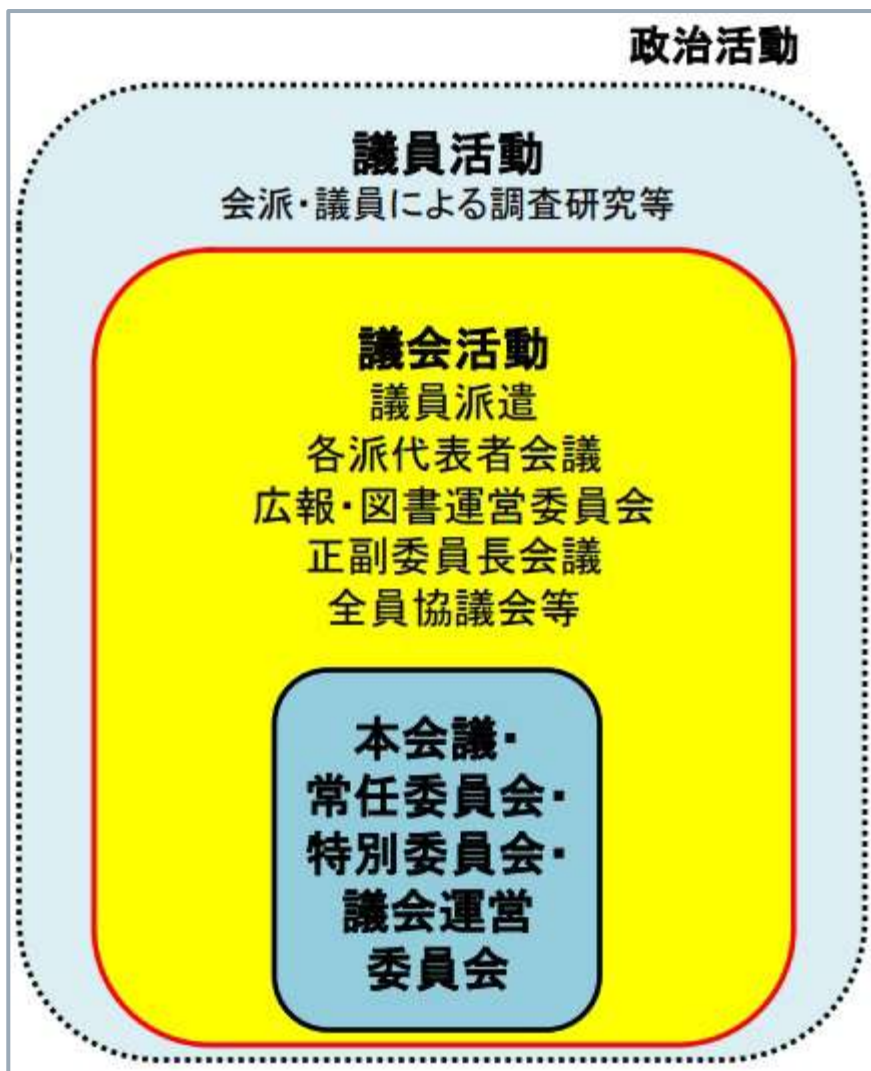 政治活動
議員活動
会派・議員による調査研究等
議会活動
議員派遣
各派代表者会議
広報・図書運営委員会
正副委員長会議
全員協議会等
本会議・
常任委員会・
特別委員会・
議会運営
委員会